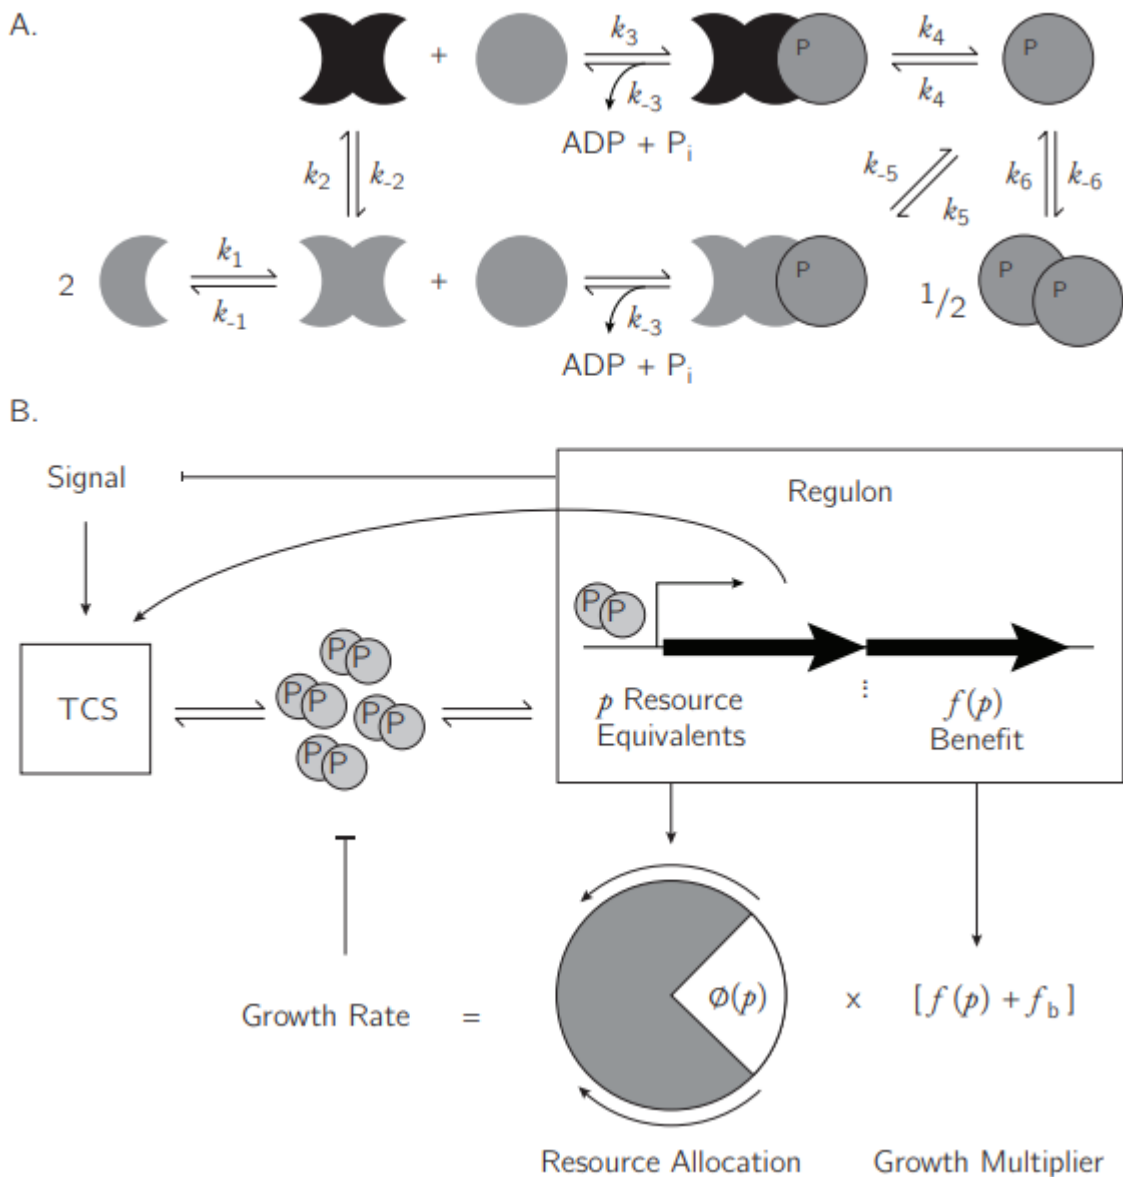 A.
+ k₃ P k₄ P
k₋₃ k₄
ADP + Pᵢ
k₂ k₋₂ k₋₅ k₅ k₆ k₋₆
2 k₁ + P 1/2 P P
k₋₁ k₋₃
ADP + Pᵢ
B.
Signal
Regulon
P P
TCS
P P
P P
P P
P P
p Resource
Equivalents
⋮
f(p)
Benefit
Growth Rate = Ø(p) x [f(p) + f_b]
Resource Allocation
Growth Multiplier